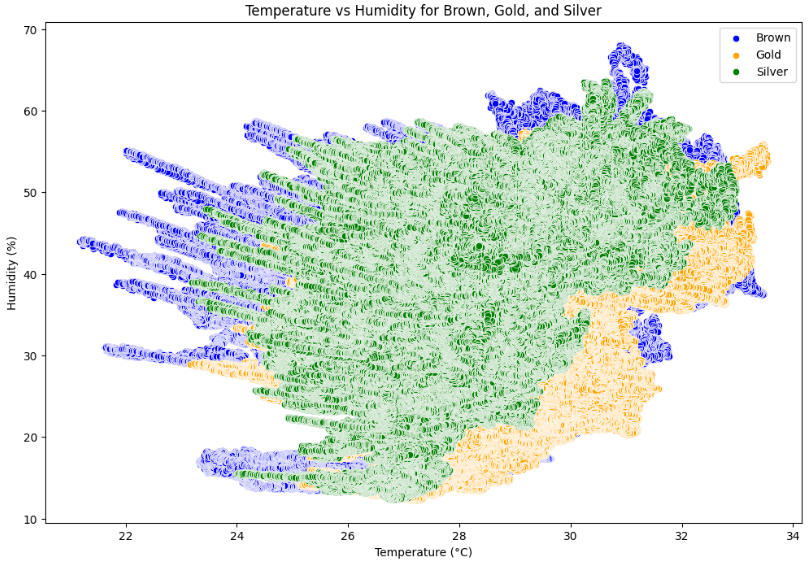 Temperature vs Humidity for Brown, Gold, and Silver
Brown
Gold
Silver
Humidity (%)
70
60
50
40
30
20
10
22 24 26 28 30 32 34
Temperature (°C)